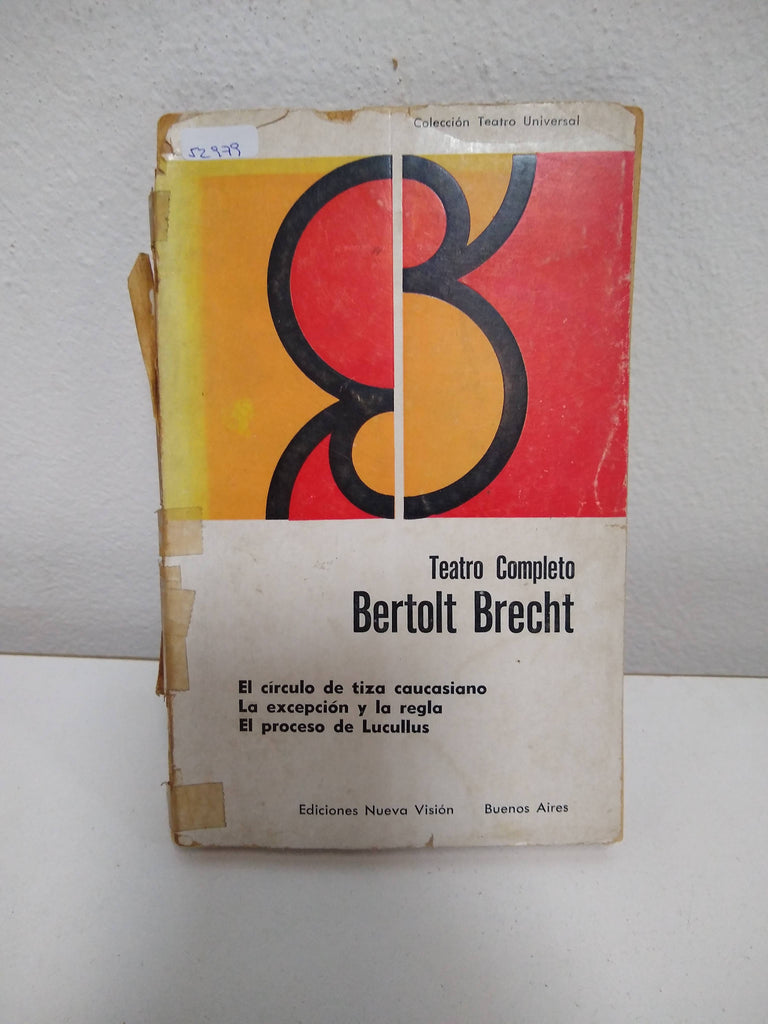 Colección Teatro Universal
52979
Teatro Completo
Bertolt Brecht
El círculo de tiza caucasiano
La excepción y la regla
El proceso de Lucullus
Ediciones Nueva Visión Buenos Aires